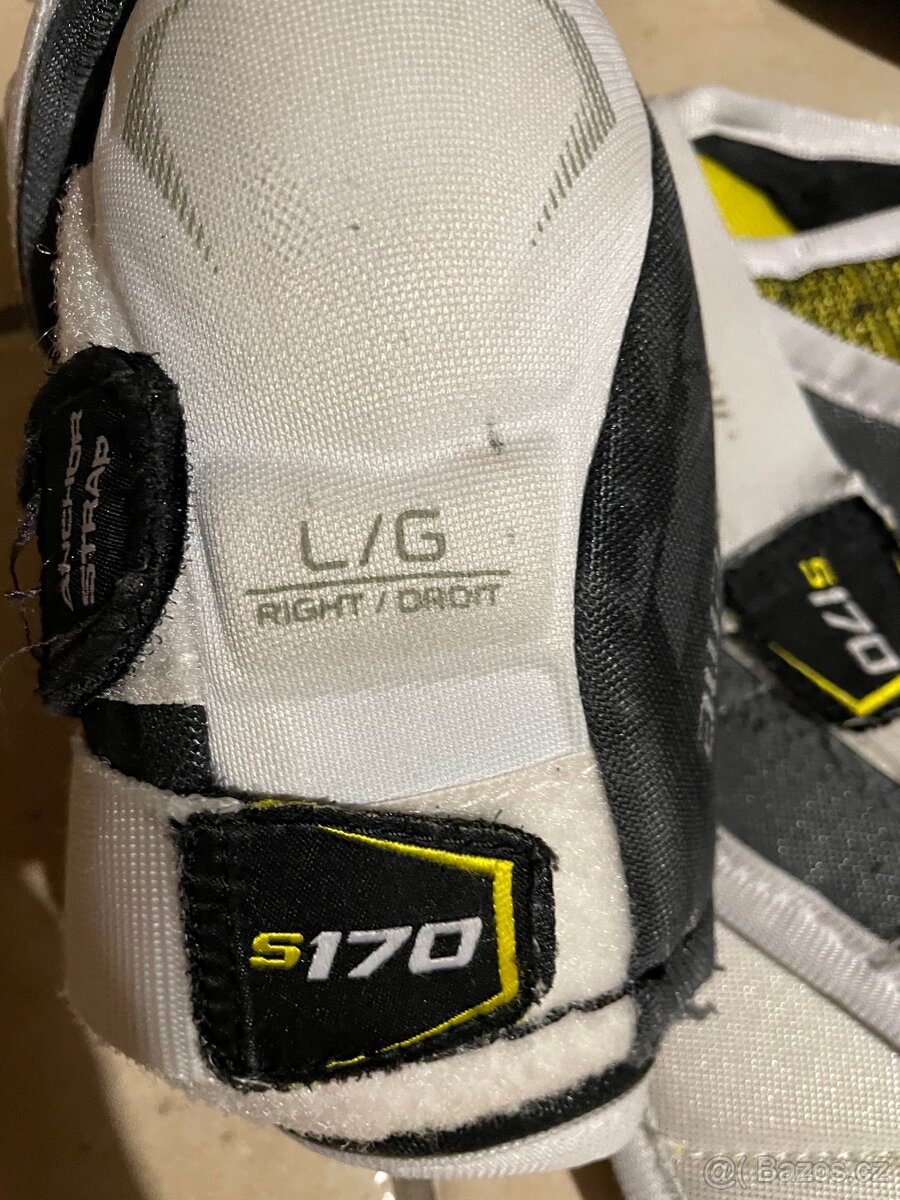 ANCHOR
STRAP
L/G
RIGHT / DROIT
S170
S170
@( Bazos.cz